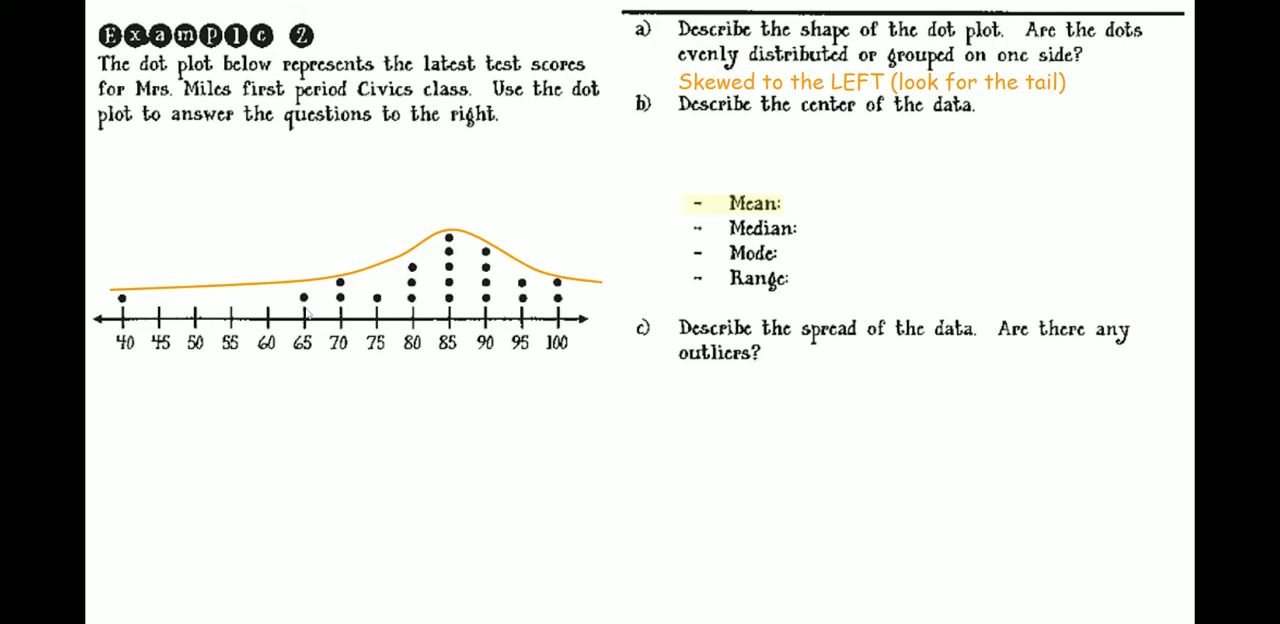 Example 2
The dot plot below represents the latest test scores
for Mrs. Miles first period Civics class. Use the dot
plot to answer the questions to the right.
40 45 50 55 60 65 70 75 80 85 90 95 100
a) Describe the shape of the dot plot. Are the dots
evenly distributed or grouped on one side?
Skewed to the LEFT (look for the tail)
b) Describe the center of the data.
- Mean:
- Median:
- Mode:
- Range:
c) Describe the spread of the data. Are there any
outliers?